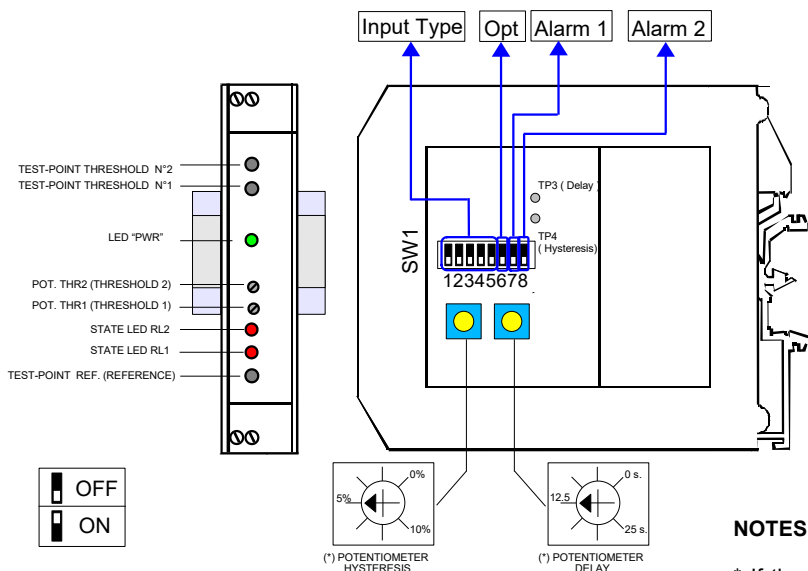 Input Type
Opt
Alarm 1
Alarm 2
TEST-POINT THRESHOLD N°2
TEST-POINT THRESHOLD N°1
LED "PWR"
POT. THR2 (THRESHOLD 2)
POT. THR1 (THRESHOLD 1)
STATE LED RL2
STATE LED RL1
TEST-POINT REF. (REFERENCE)
TP3 ( Delay )
TP4
( Hysteresis)
SW1
12345678
OFF
ON
0%
5%
10%
(*) POTENTIOMETER
HYSTERESIS
0 s.
12.5
25 s.
(*) POTENTIOMETER
DELAY
NOTES